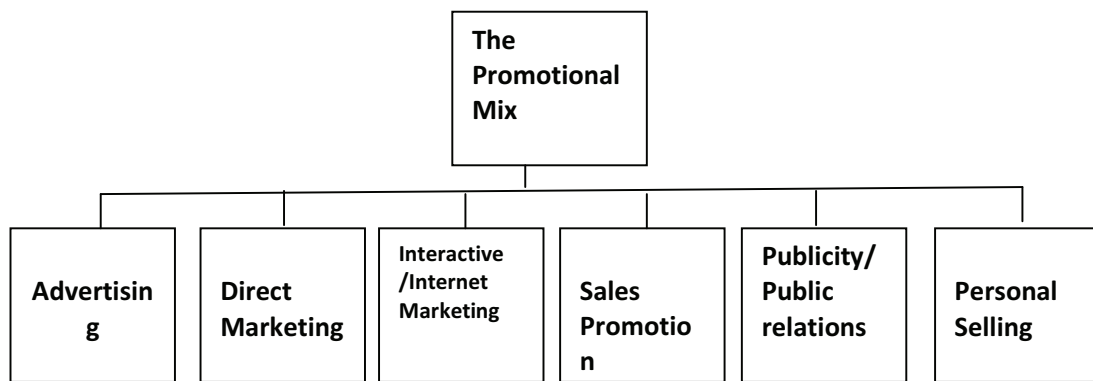 The
Promotional
Mix
Advertisin
g
Direct
Marketing
Interactive
/Internet
Marketing
Sales
Promotio
n
Publicity/
Public
relations
Personal
Selling